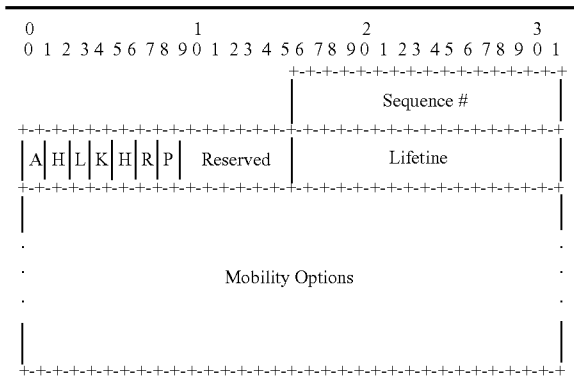 0 1 2 3
0 1 2 3 4 5 6 7 8 9 0 1 2 3 4 5 6 7 8 9 0 1 2 3 4 5 6 7 8 9 0 1
+-+-+-+-+-+-+-+-+-+-+-+-+-+-+-+-+
Sequence #
+-+-+-+-+-+-+-+-+-+-+-+-+-+-+-+-+-+-+-+-+-+-+-+-+-+-+-+-+-+-+-+-+
|A|H|L|K|H|R|P| Reserved | Lifetine |
+-+-+-+-+-+-+-+-+-+-+-+-+-+-+-+-+-+-+-+-+-+-+-+-+-+-+-+-+-+-+-+-+
Mobility Options
+-+-+-+-+-+-+-+-+-+-+-+-+-+-+-+-+-+-+-+-+-+-+-+-+-+-+-+-+-+-+-+-+